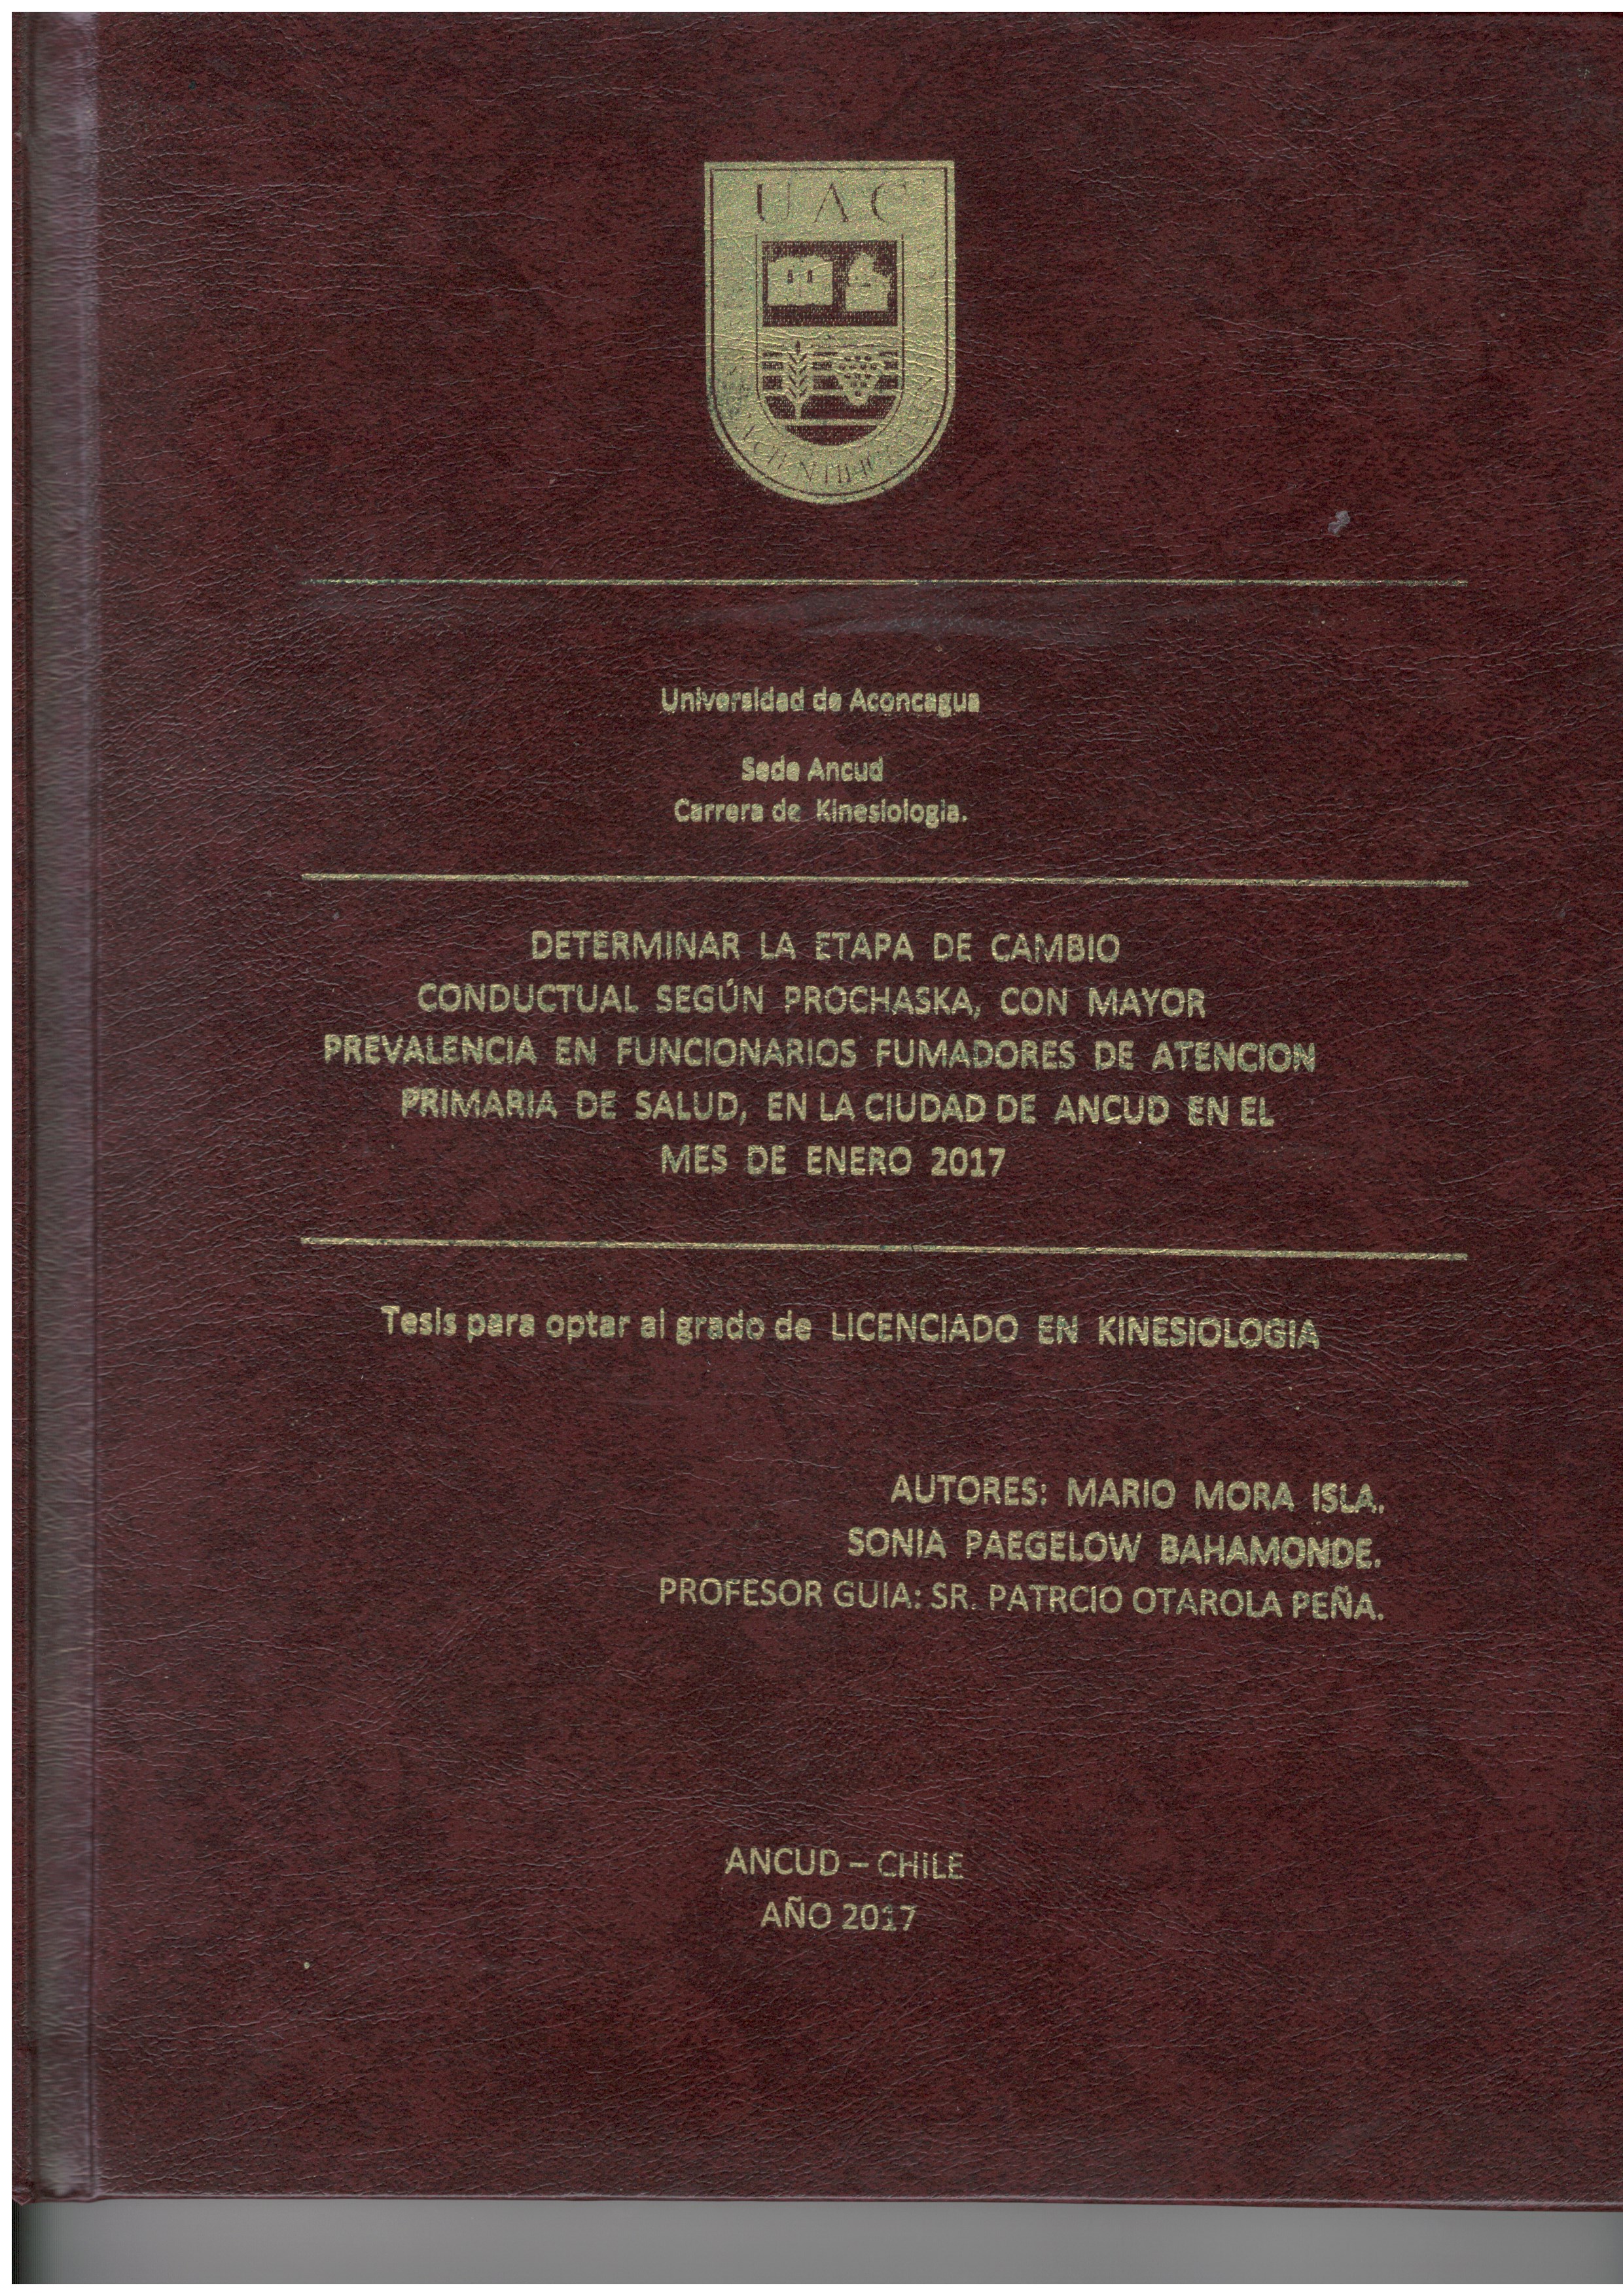 UAC
Universidad de Aconcagua
Sede Ancud
Carrera de Kinesiologia.
DETERMINAR LA ETAPA DE CAMBIO
CONDUCTUAL SEGÚN PROCHASKA, CON MAYOR
PREVALENCIA EN FUNCIONARIOS FUMADORES DE ATENCION
PRIMARIA DE SALUD, EN LA CIUDAD DE ANCUD EN EL
MES DE ENERO 2017
Tesis para optar al grado de LICENCIADO EN KINESIOLOGIA
AUTORES: MARIO MORA ISLA.
SONIA PAEGELOW BAHAMONDE.
PROFESOR GUIA: SR. PATRCIO OTAROLA PEÑA.
ANCUD – CHILE
AÑO 2017